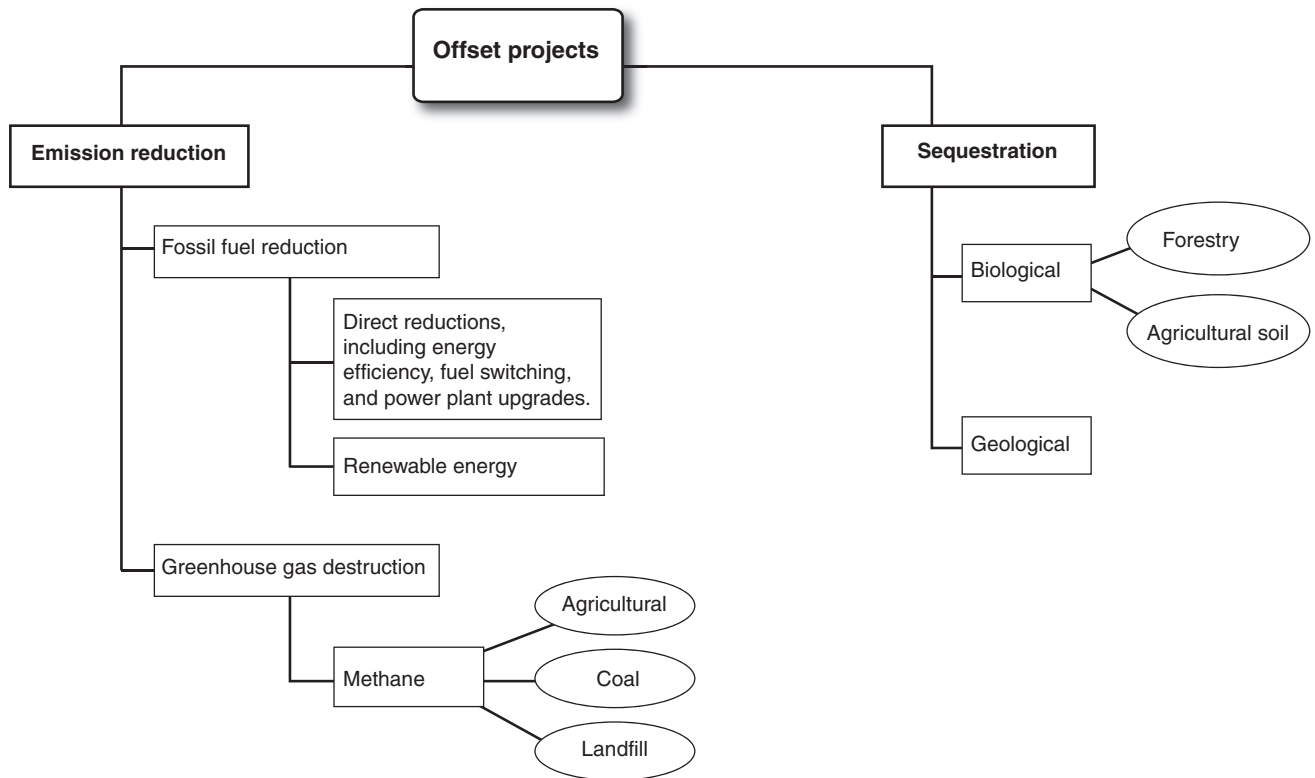 Offset projects
Emission reduction
Sequestration
Fossil fuel reduction
Direct reductions,
including energy
efficiency, fuel switching,
and power plant upgrades.
Renewable energy
Greenhouse gas destruction
Methane
Agricultural
Coal
Landfill
Biological
Forestry
Agricultural soil
Geological